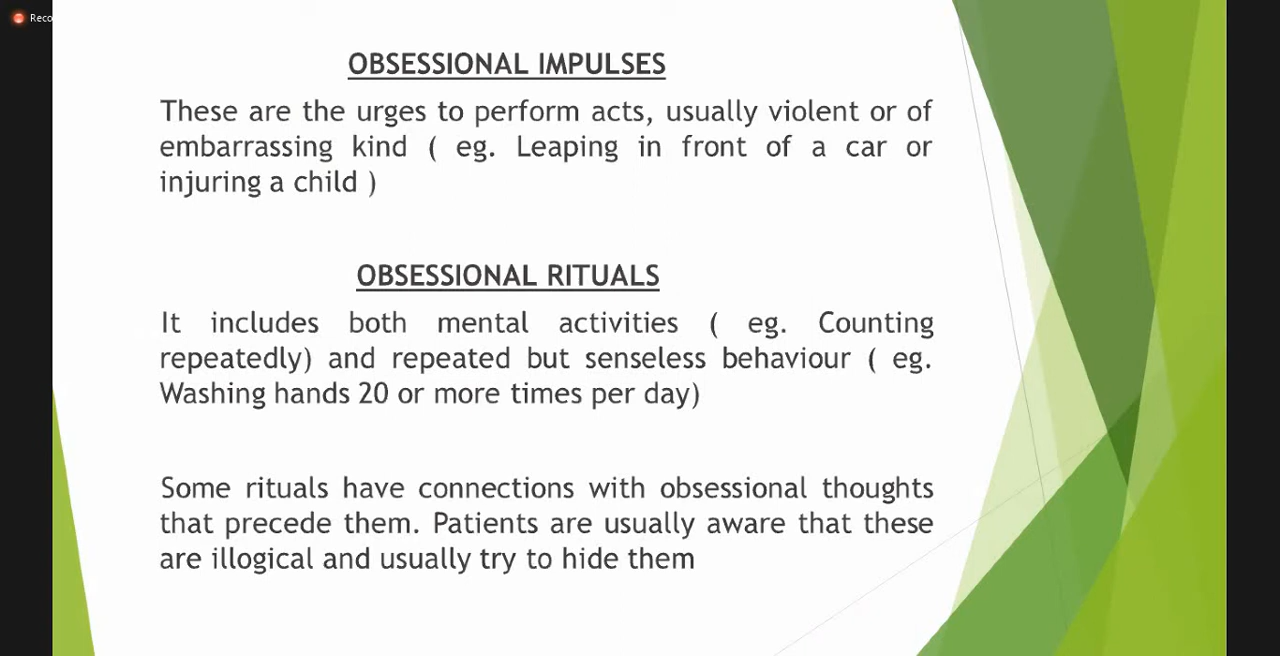 Reco
OBSESSIONAL IMPULSES
These are the urges to perform acts, usually violent or of
embarrassing kind ( eg. Leaping in front of a car or
injuring a child )
OBSESSIONAL RITUALS
It includes both mental activities ( eg. Counting
repeatedly) and repeated but senseless behaviour ( eg.
Washing hands 20 or more times per day)
Some rituals have connections with obsessional thoughts
that precede them. Patients are usually aware that these
are illogical and usually try to hide them